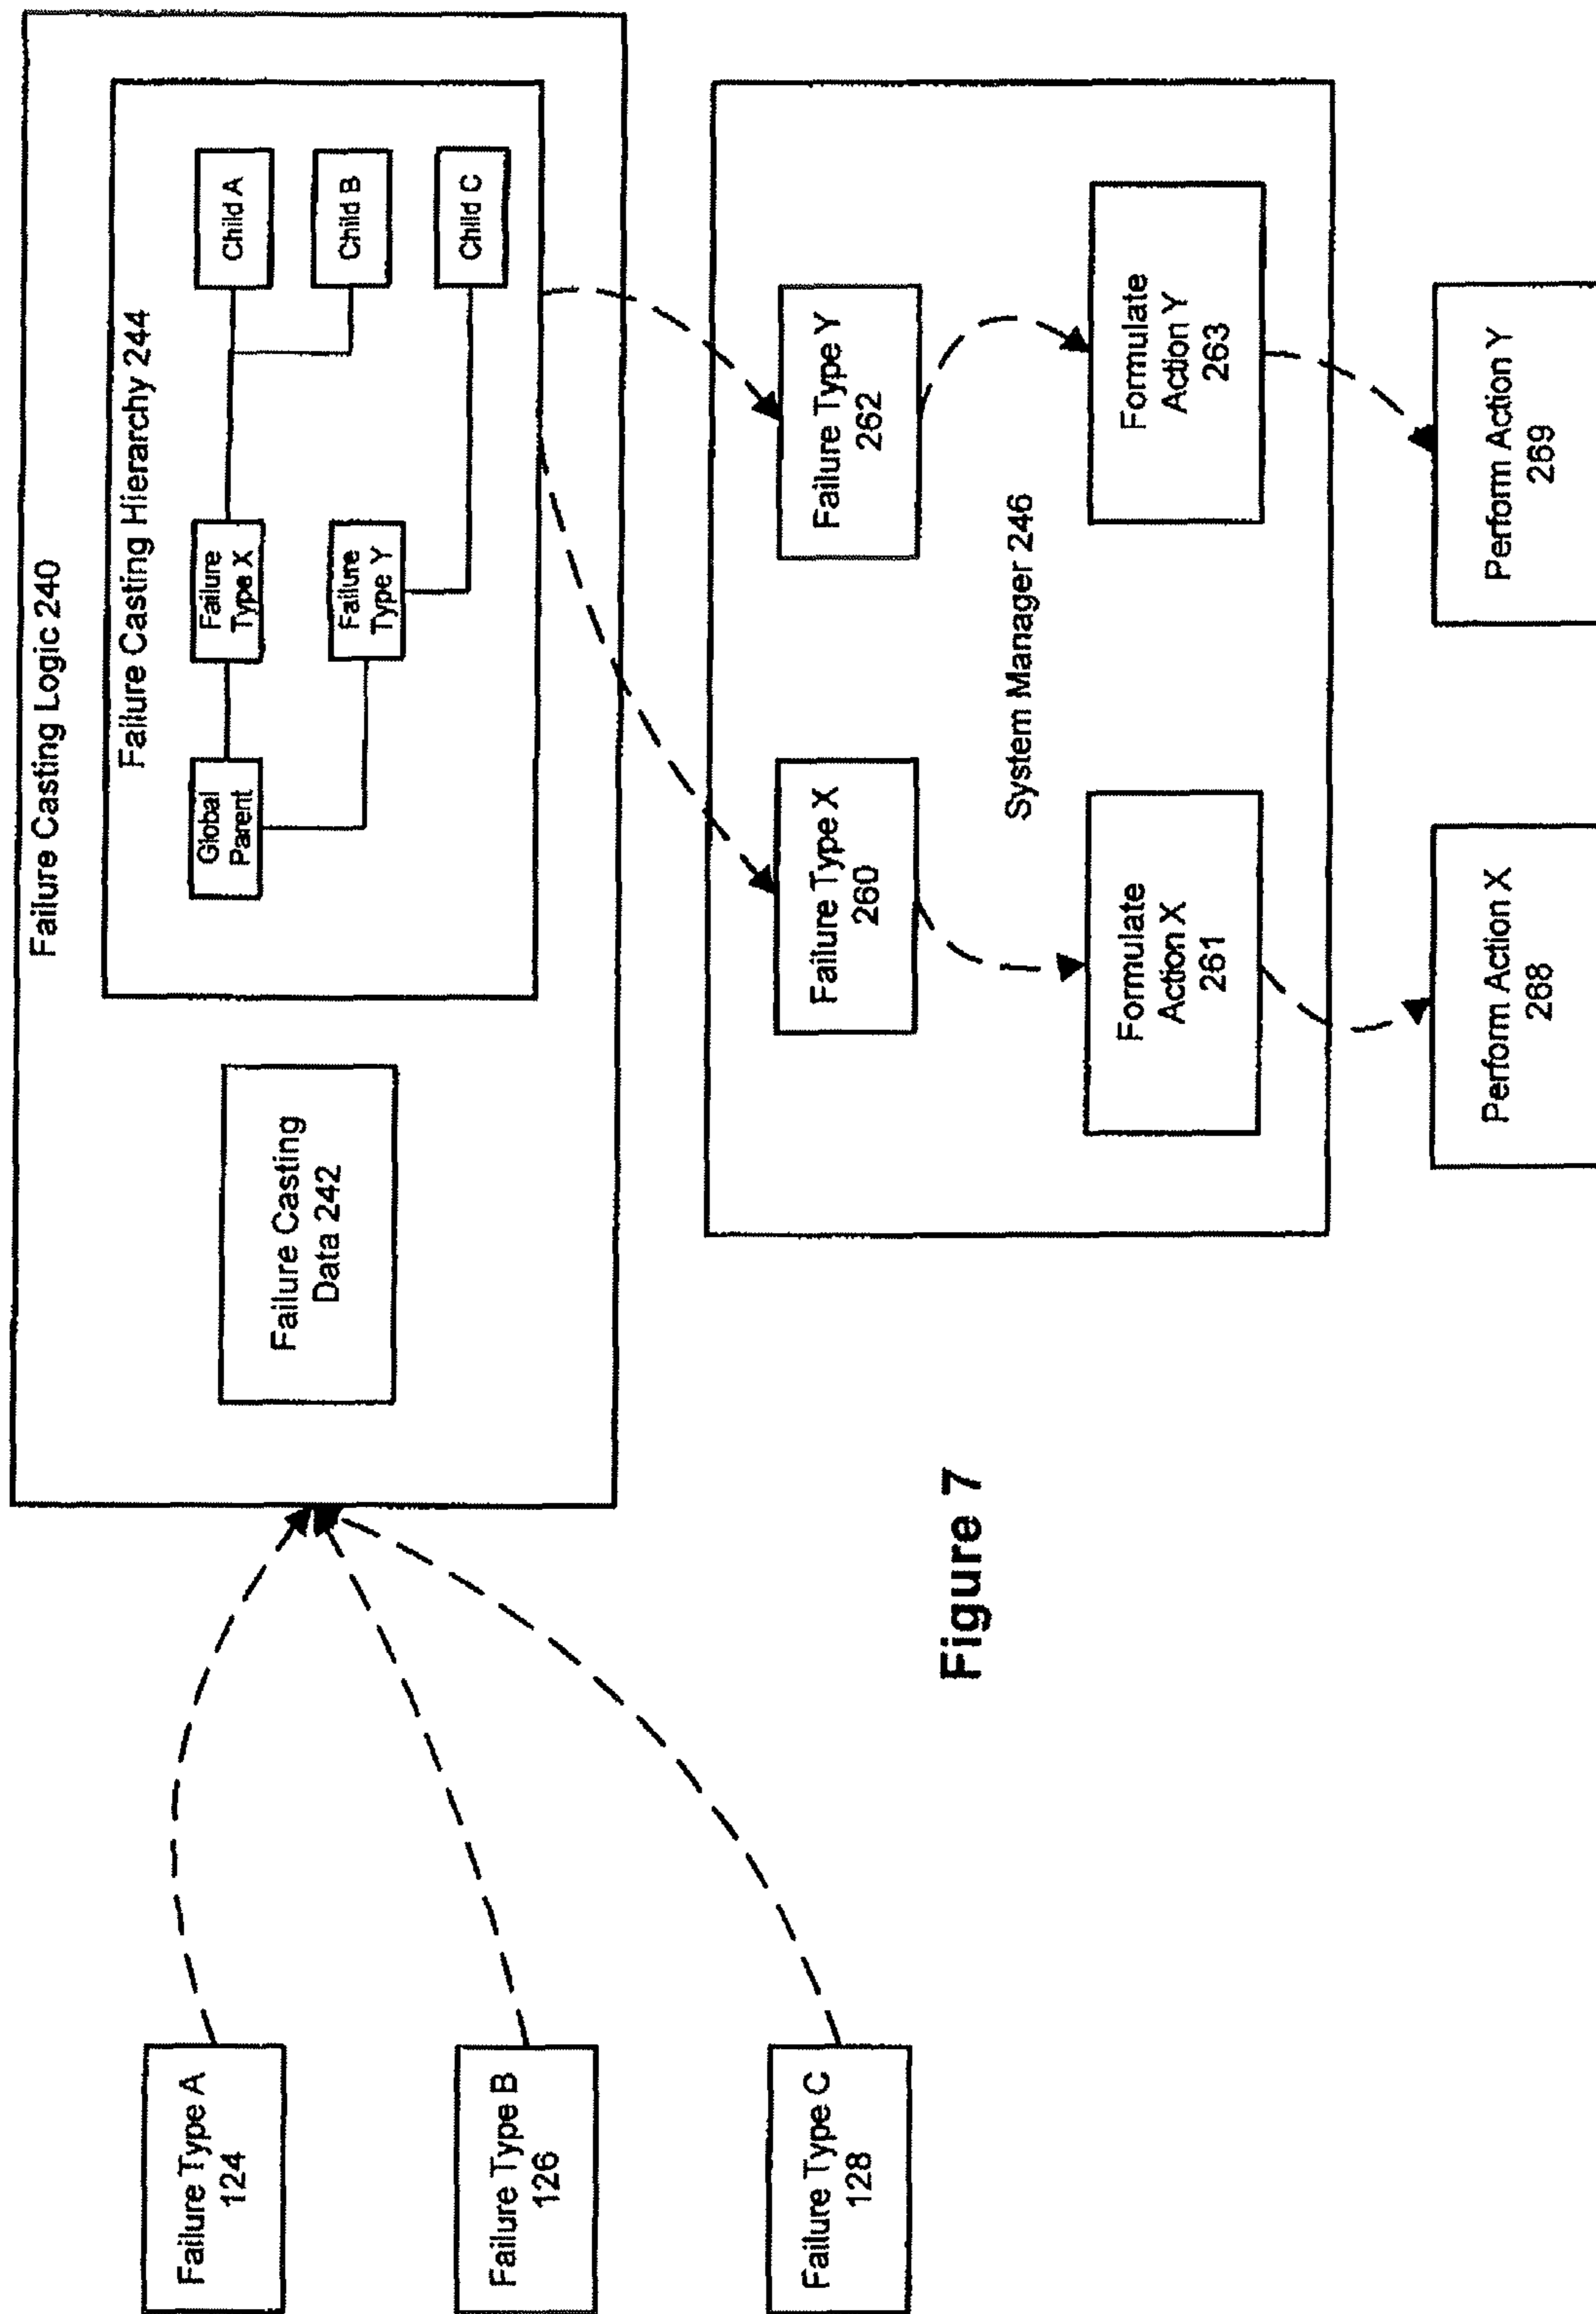 Failure Type A
124
Failure Type B
126
Failure Type C
128
Failure Casting Logic 240
Failure Casting
Data 242
Failure Casting Hierarchy 244
Global
Parent
Failure
Type X
Failure
Type Y
Child A
Child B
Child C
Failure Type X
260
Failure Type Y
262
System Manager 246
Formulate
Action X
261
Formulate
Action Y
263
Perform Action X
268
Perform Action Y
269
Figure 7